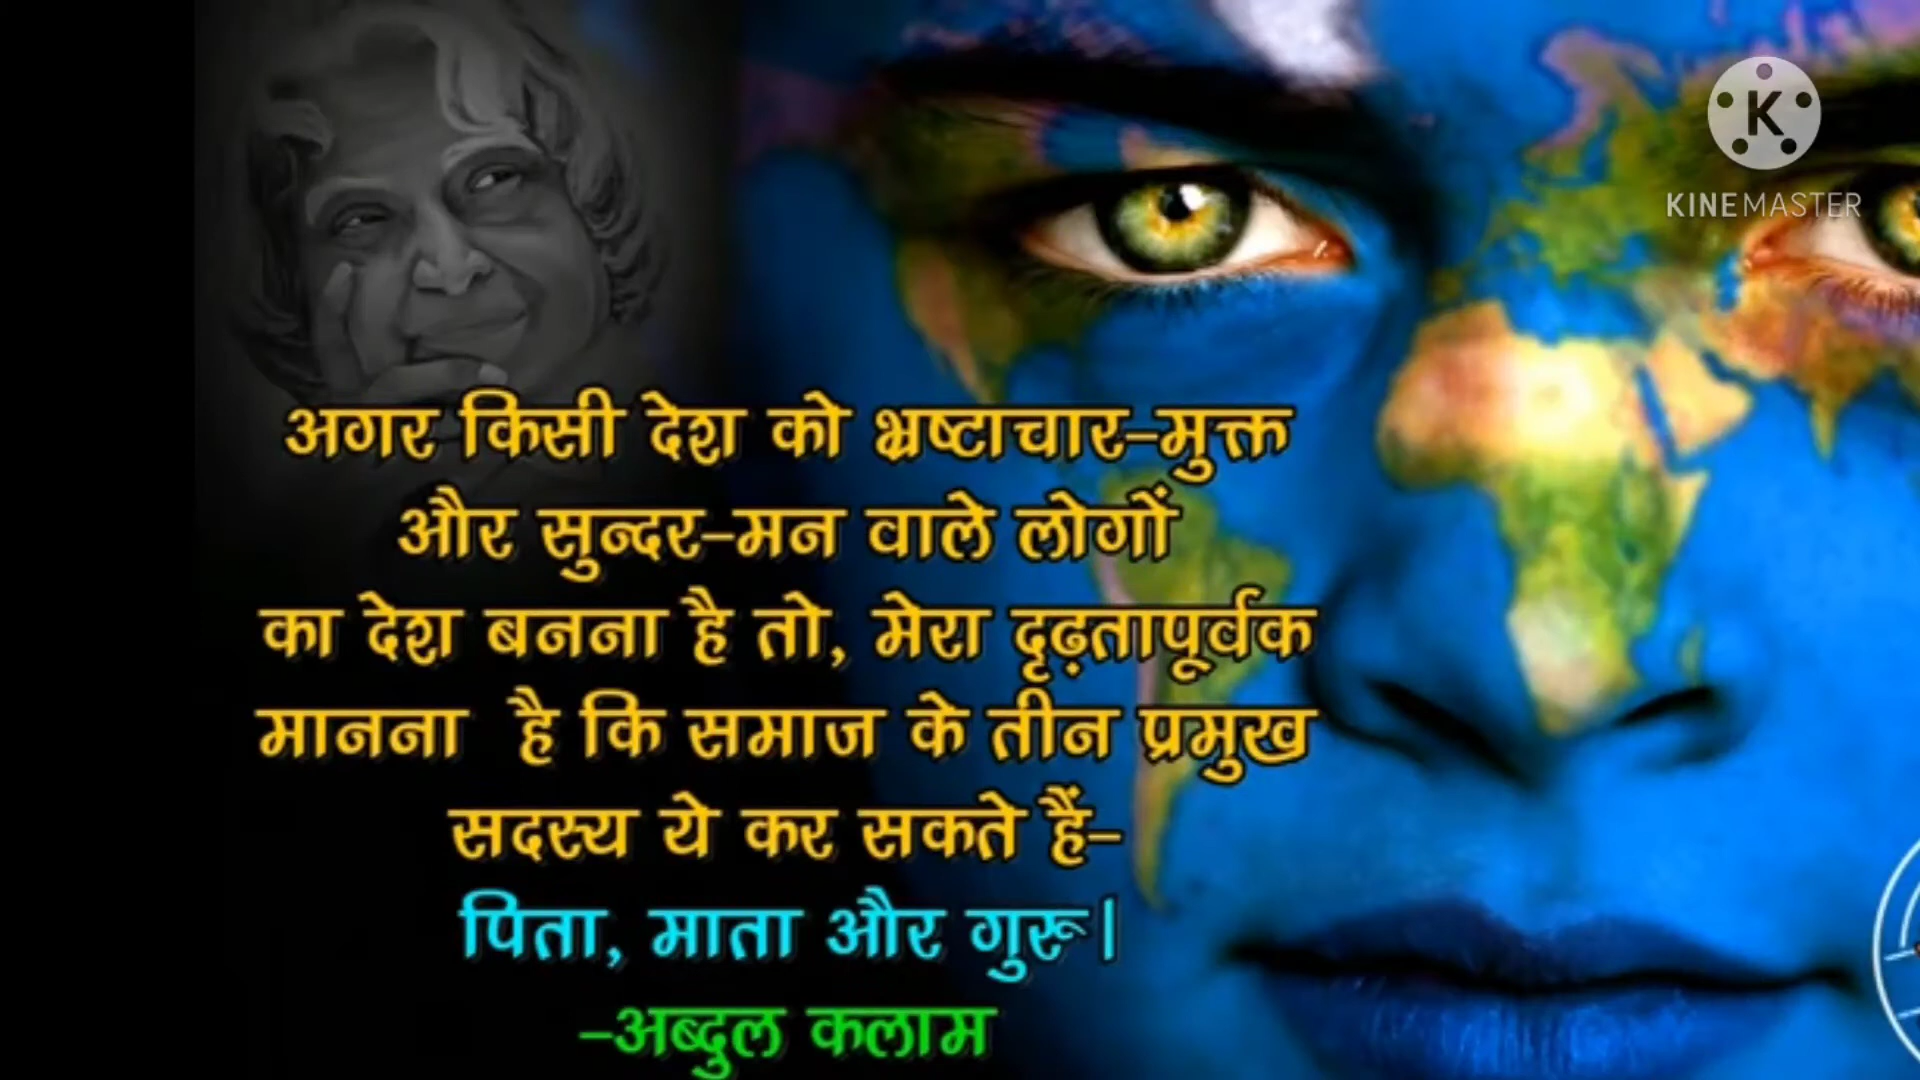 अगर किसी देश को भ्रष्टाचार-मुक्त
और सुन्दर-मन वाले लोगों
का देश बनना है तो, मेरा दृढ़तापूर्वक
मानना है कि समाज के तीन प्रमुख
सदस्य ये कर सकते हैं-
पिता, माता और गुरू।
-अब्दुल कलाम
K
KINEMASTER